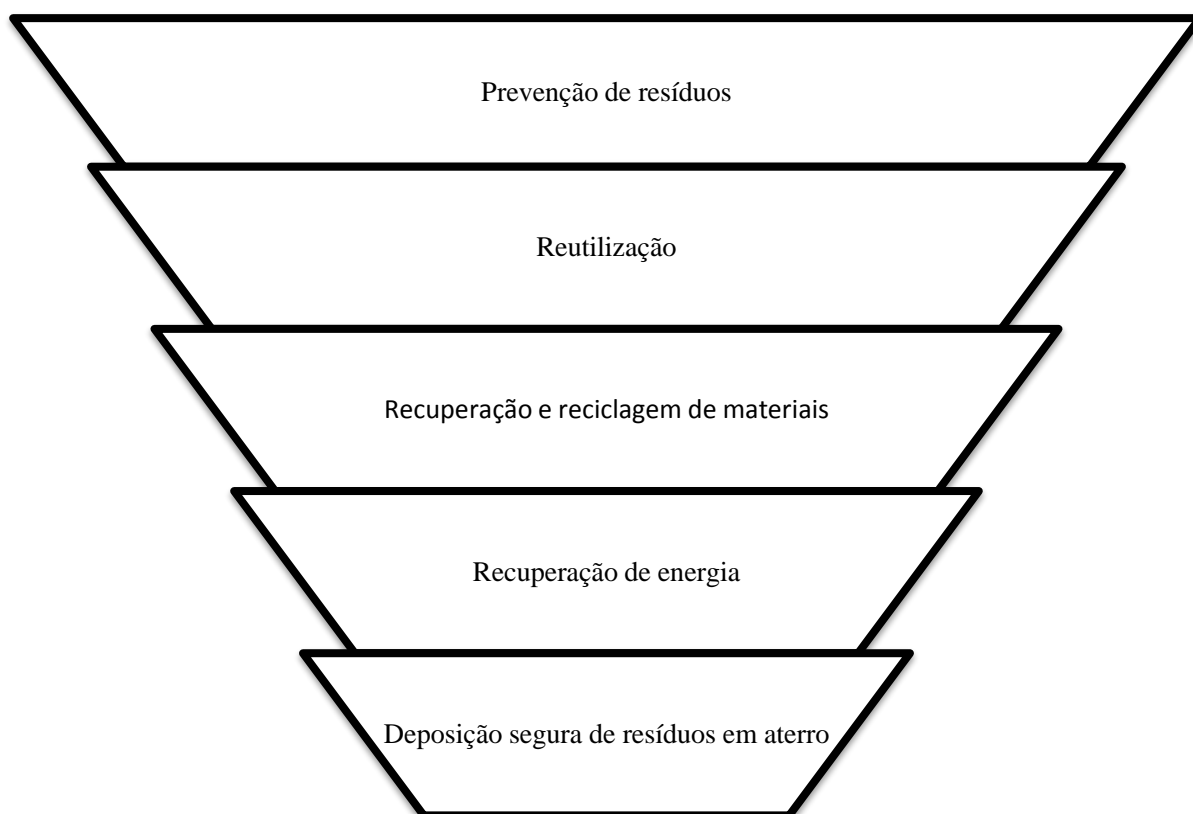 Prevenção de resíduos
Reutilização
Recuperação e reciclagem de materiais
Recuperação de energia
Deposição segura de resíduos em aterro